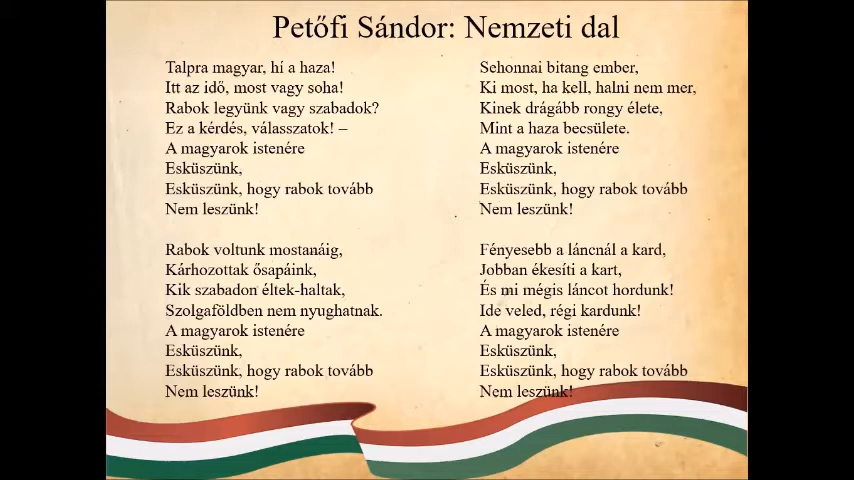 Petőfi Sándor: Nemzeti dal
Talpra magyar, hí a haza!
Itt az idő, most vagy soha!
Rabok legyünk vagy szabadok?
Ez a kérdés, válasszatok! –
A magyarok istenére
Esküszünk,
Esküszünk, hogy rabok tovább
Nem leszünk!
Rabok voltunk mostanáig,
Kárhozottak ősapáink,
Kik szabadon éltek-haltak,
Szolgaföldben nem nyughatnak.
A magyarok istenére
Esküszünk,
Esküszünk, hogy rabok tovább
Nem leszünk!
Sehonnai bitang ember,
Ki most, ha kell, halni nem mer,
Kinek drágább rongy élete,
Mint a haza becsülete.
A magyarok istenére
Esküszünk,
Esküszünk, hogy rabok tovább
Nem leszünk!
Fényesebb a láncnál a kard,
Jobban ékesíti a kart,
És mi mégis láncot hordunk!
Ide veled, régi kardunk!
A magyarok istenére
Esküszünk,
Esküszünk, hogy rabok tovább
Nem leszünk!